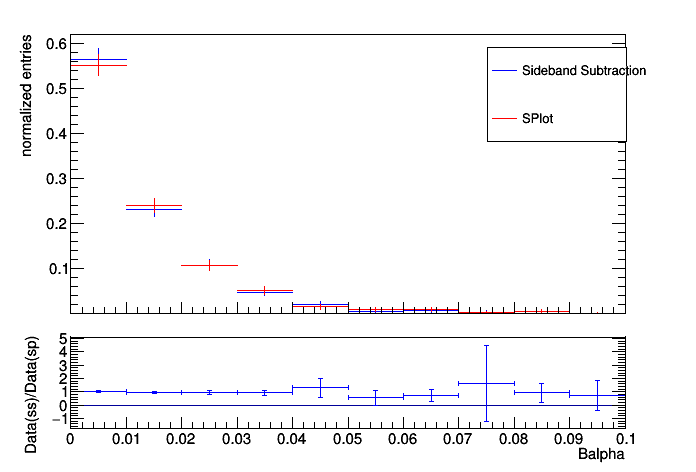 normalized entries
0.6
0.5
0.4
0.3
0.2
0.1
Sideband Subtraction
SPlot
Data(ss)/Data(sp)
5
4
3
2
1
0
−1
0 0.01 0.02 0.03 0.04 0.05 0.06 0.07 0.08 0.09 0.1
Balpha